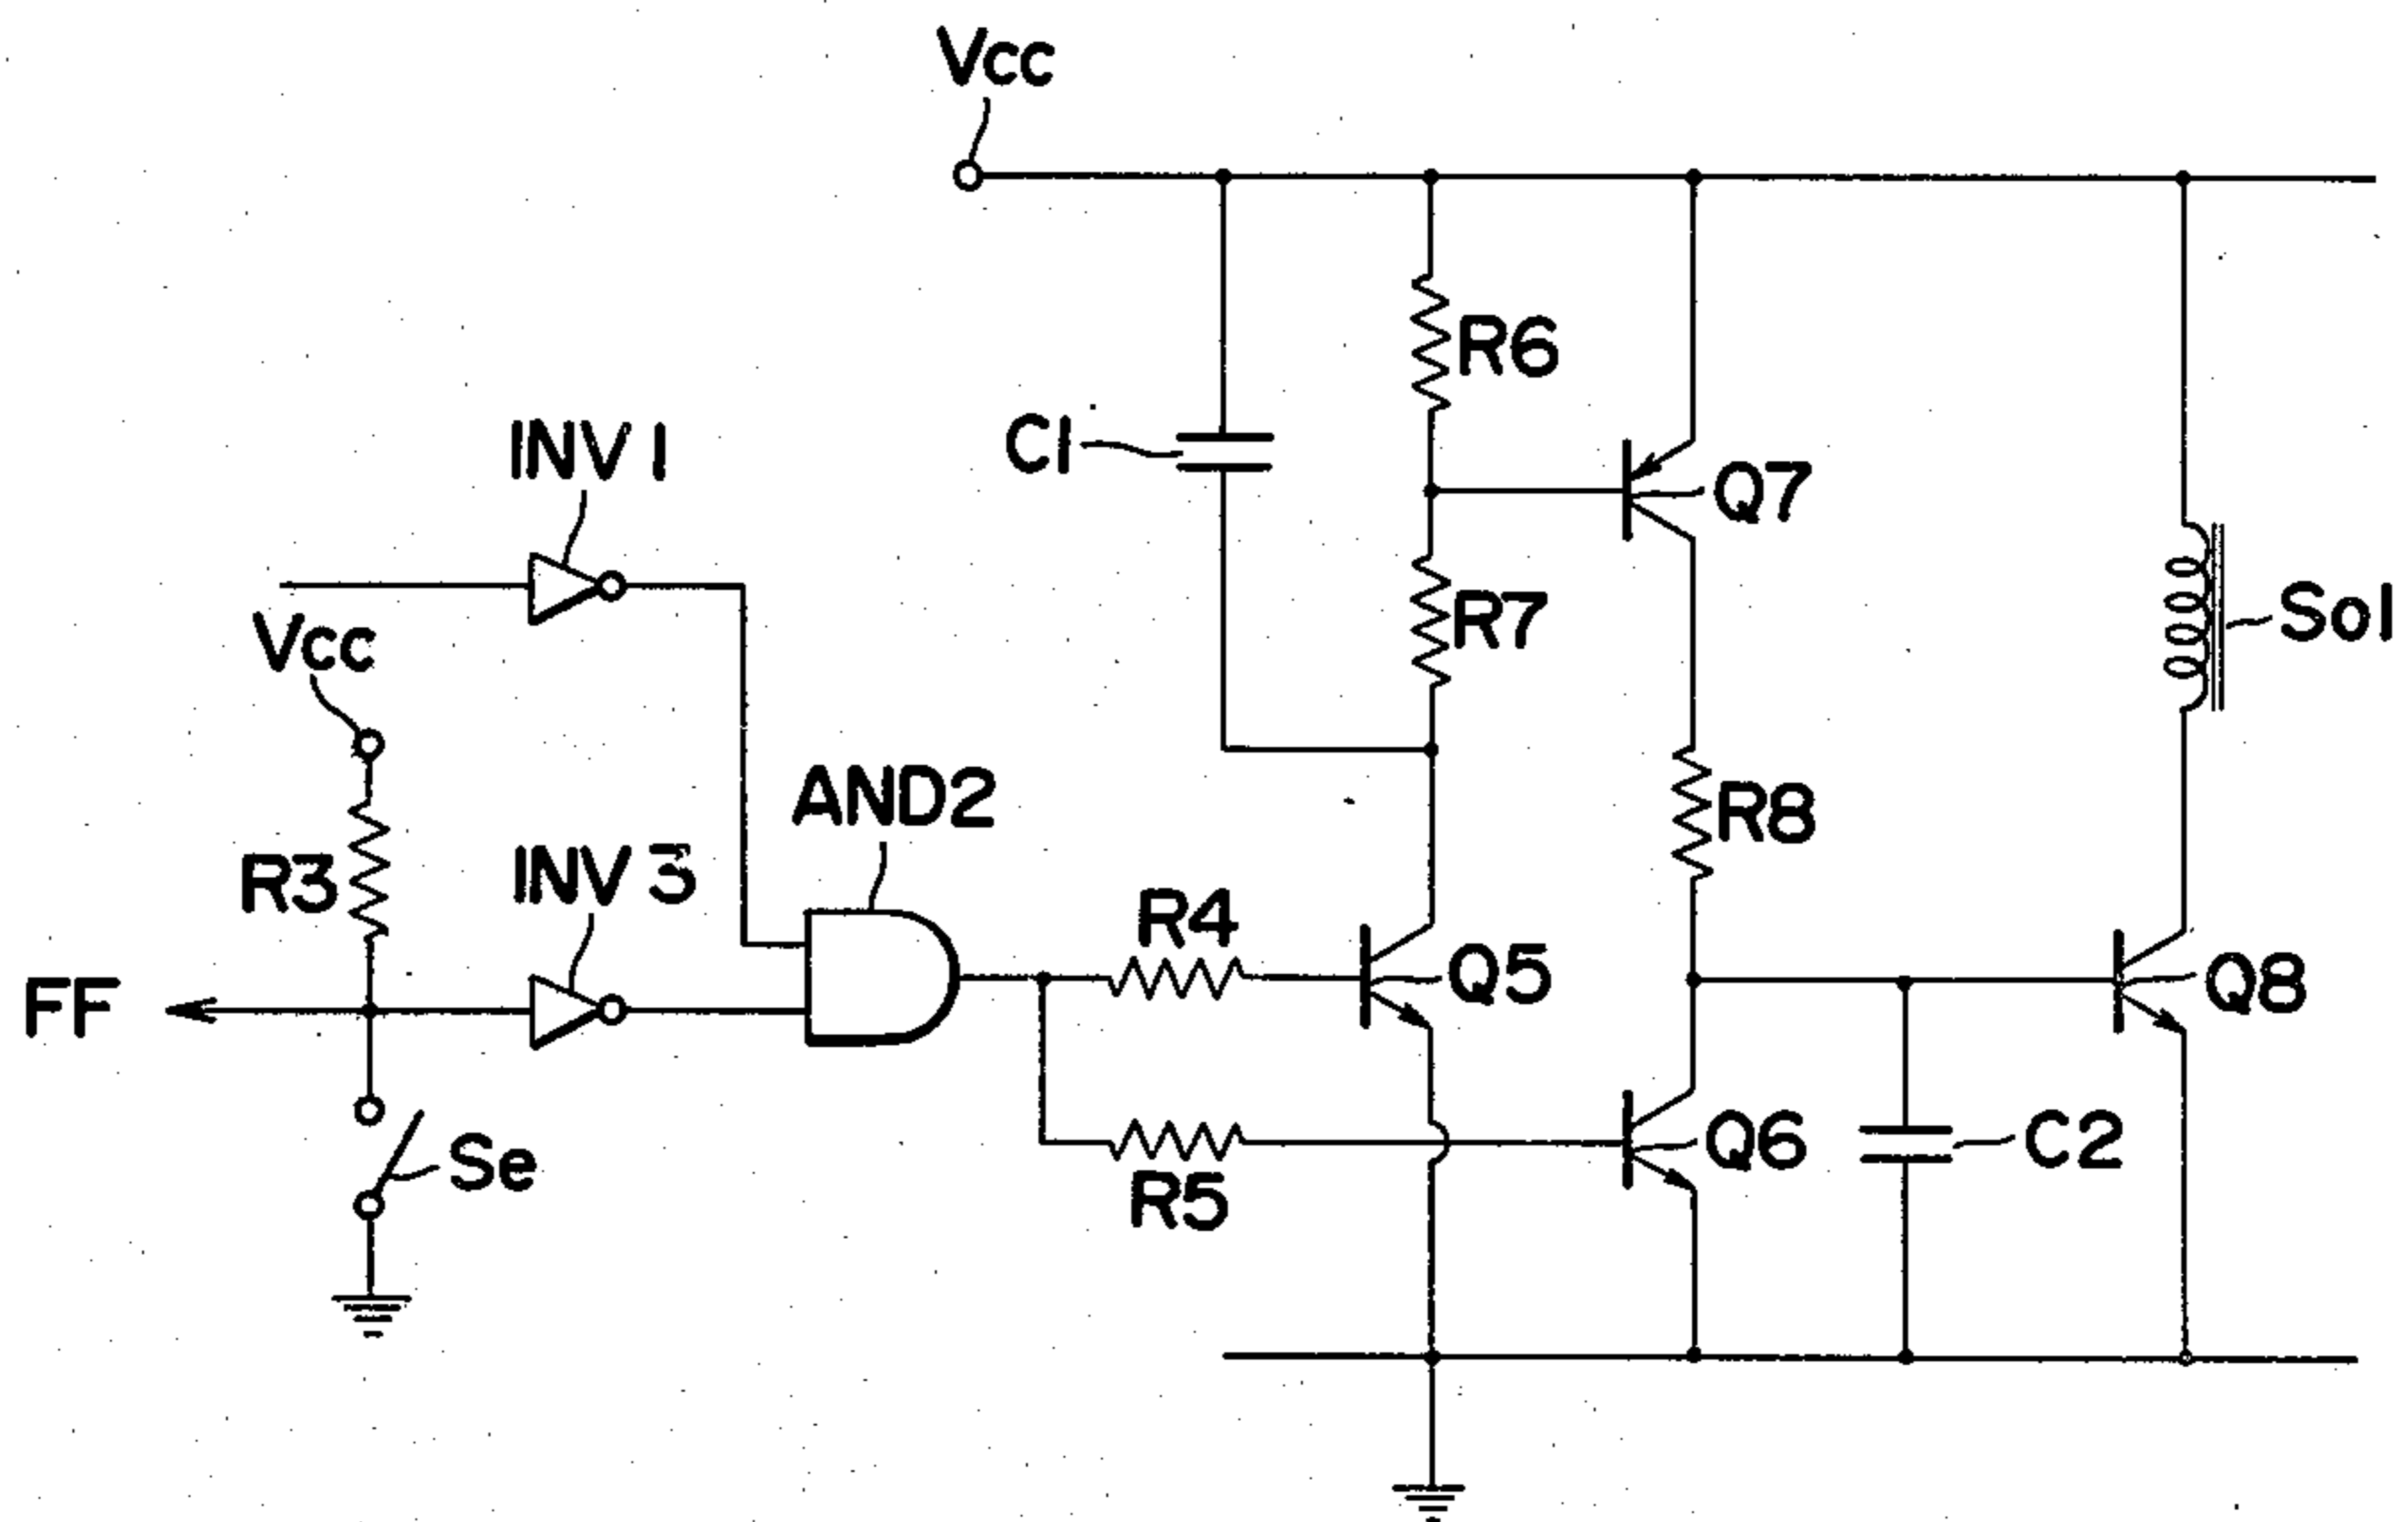 Vcc
R6
C1
INV 1
Q7
R7
Sol
Vcc
AND2
R8
R3
INV 3
R4
Q5
Q8
FF
Se
Q6
C2
R5